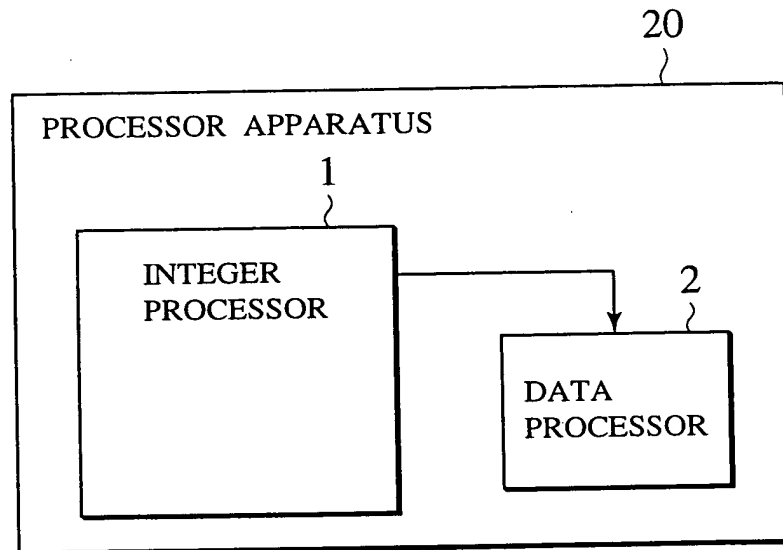 20
PROCESSOR APPARATUS
1
INTEGER
PROCESSOR
2
DATA
PROCESSOR